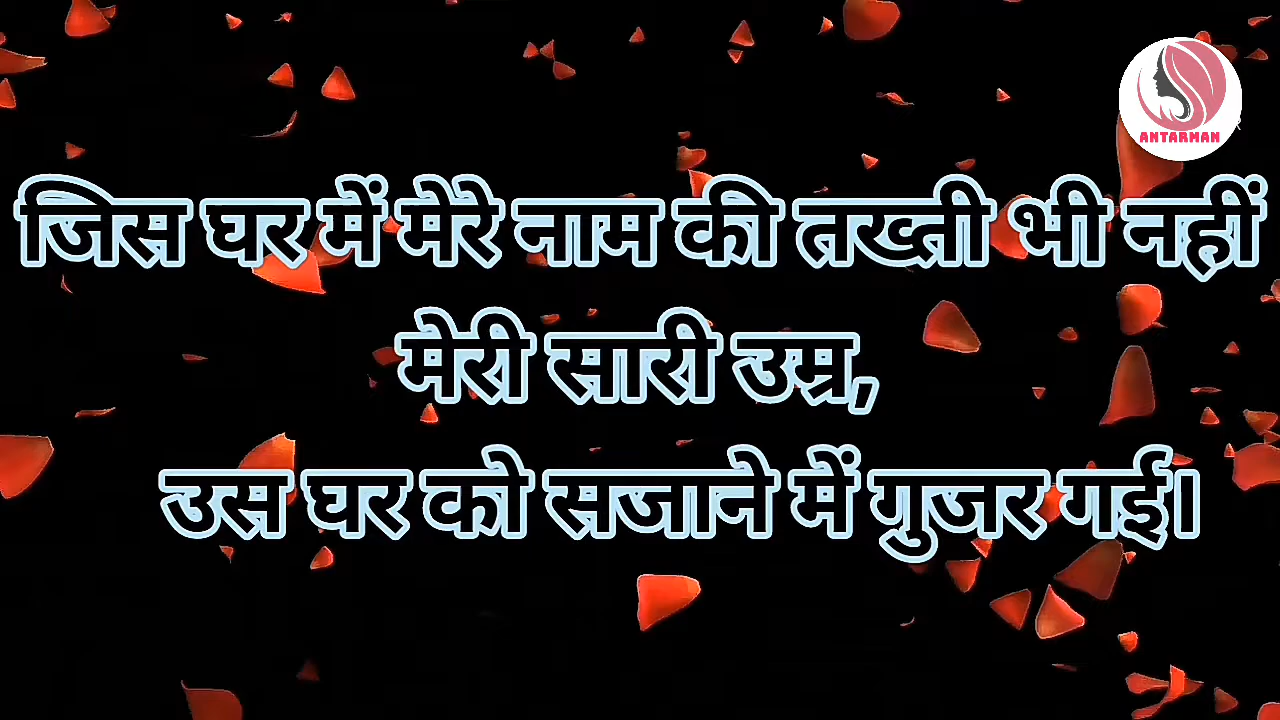 ANTARMAN
जिस घर में मेरे नाम की तख्ती भी नहीं
मेरी सारी उम्र,
उस घर को सजाने में गुजर गई।